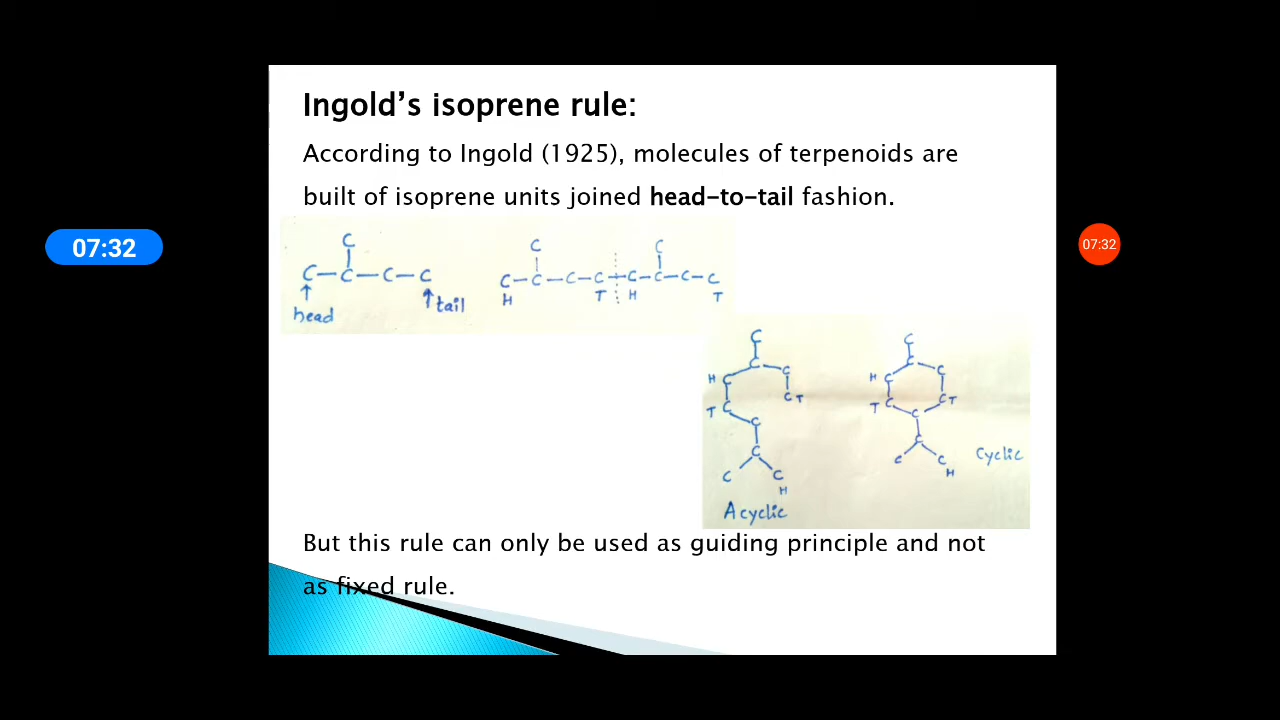 Ingold's isoprene rule:
According to Ingold (1925), molecules of terpenoids are
built of isoprene units joined head-to-tail fashion.
07:32
07:32
C
C — C — C — C
head
tail
C C
C — C — C — C — C — C — C — C
H T H T
C
C C
H C
C T
T C
C
C
C C
H
Acyclic
C
C C
H C
T C C T
C
C
C C
H
Cyclic
But this rule can only be used as guiding principle and not
as fixed rule.